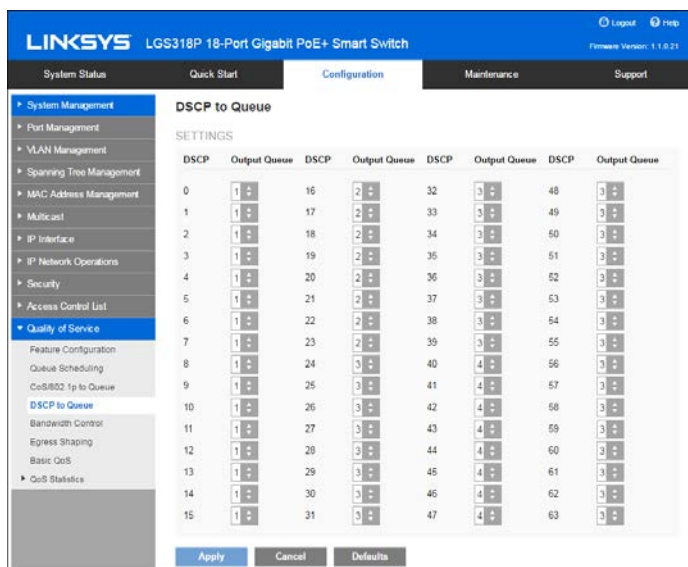 Logout Help
LINKSYS LGS318P 18-Port Gigabit PoE+ Smart Switch
Firmware Version: 1.1.0.21
System Status Quick Start Configuration Maintenance Support
System Management
Port Management
VLAN Management
Spanning Tree Management
MAC Address Management
Multicast
IP Interface
IP Network Operations
Security
Access Control List
Quality of Service
Feature Configuration
Queue Scheduling
CoS/802.1p to Queue
DSCP to Queue
Bandwidth Control
Egress Shaping
Basic QoS
QoS Statistics
DSCP to Queue
SETTINGS
DSCP Output Queue DSCP Output Queue DSCP Output Queue DSCP Output Queue
0 1 16 2 32 3 48 3
1 1 17 2 33 3 49 3
2 1 18 2 34 3 50 3
3 1 19 2 35 3 51 3
4 1 20 2 36 3 52 3
5 1 21 2 37 3 53 3
6 1 22 2 38 3 54 3
7 1 23 2 39 3 55 3
8 1 24 3 40 4 56 3
9 1 25 3 41 4 57 3
10 1 26 3 42 4 58 3
11 1 27 3 43 4 59 3
12 1 28 3 44 4 60 3
13 1 29 3 45 4 61 3
14 1 30 3 46 4 62 3
15 1 31 3 47 4 63 3
Apply Cancel Defaults